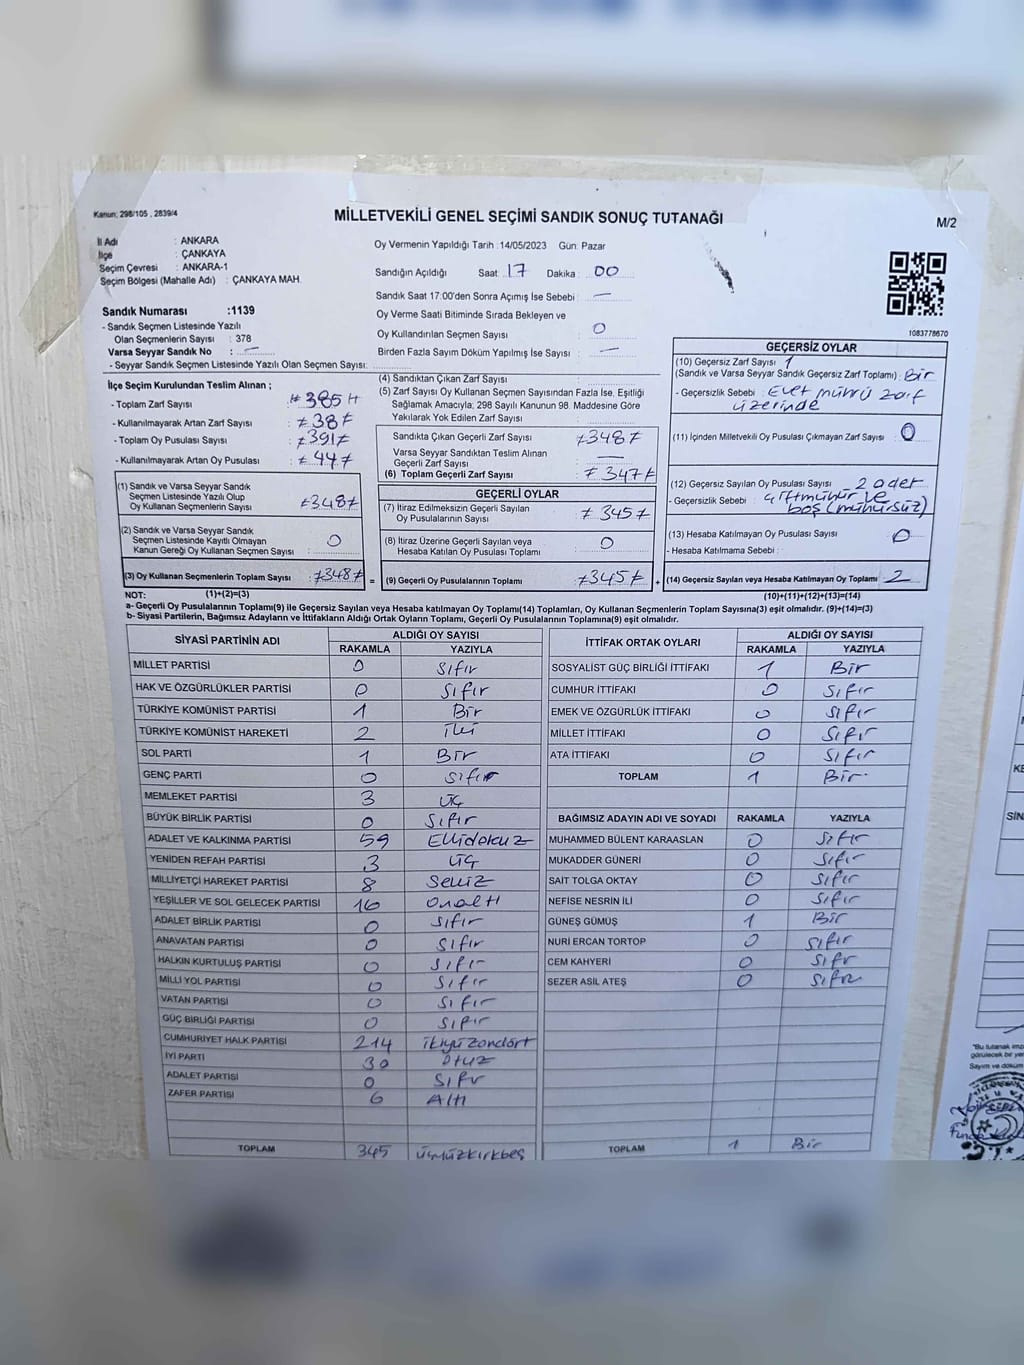 Kanun; 298/105 , 2839/4
MİLLETVEKİLİ GENEL SEÇİMİ SANDIK SONUÇ TUTANAĞI
M/2
İl Adı : ANKARA
İlçe : ÇANKAYA
Seçim Çevresi : ANKARA-1
Seçim Bölgesi (Mahalle Adı) : ÇANKAYA MAH.
Sandık Numarası :1139
- Sandık Seçmen Listesinde Yazılı
Olan Seçmenlerin Sayısı : 378
Varsa Seyyar Sandık No : —
- Seyyar Sandık Seçmen Listesinde Yazılı Olan Seçmen Sayısı:
Oy Vermenin Yapıldığı Tarih :14/05/2023 Gün: Pazar
Sandığın Açıldığı Saat: 17 Dakika : 00
Sandık Saat 17.00'den Sonra Açımış İse Sebebi : —
Oy Verme Saati Bitiminde Sırada Bekleyen ve
Oy Kullandırılan Seçmen Sayısı : 0
Birden Fazla Sayım Döküm Yapılmış İse Sayısı : —
1083778670
İlçe Seçim Kurulundan Teslim Alınan ;
- Toplam Zarf Sayısı : # 385 #
- Kullanılmayarak Artan Zarf Sayısı : ≠ 38 ≠
- Toplam Oy Pusulası Sayısı : ≠ 391 ≠
- Kullanılmayarak Artan Oy Pusulası : ≠ 44 ≠
(1) Sandık ve Varsa Seyyar Sandık
Seçmen Listesinde Yazılı Olup
Oy Kullanan Seçmenlerin Sayısı : ≠348≠
(2) Sandık ve Varsa Seyyar Sandık
Seçmen Listesinde Kayıtlı Olmayan
Kanun Gereği Oy Kullanan Seçmen Sayısı : 0
(3) Oy Kullanan Seçmenlerin Toplam Sayısı : ≠348≠
(4) Sandıktan Çıkan Zarf Sayısı :
(5) Zarf Sayısı Oy Kullanan Seçmen Sayısından Fazla İse, Eşitliği
Sağlamak Amacıyla; 298 Sayılı Kanunun 98. Maddesine Göre
Yakılarak Yok Edilen Zarf Sayısı :
Sandıkta Çıkan Geçerli Zarf Sayısı : ≠348≠
Varsa Seyyar Sandıktan Teslim Alınan
Geçerli Zarf Sayısı : —
(6) Toplam Geçerli Zarf Sayısı : ≠ 347 ≠
GEÇERLİ OYLAR
(7) İtiraz Edilmeksizin Geçerli Sayılan
Oy Pusulalarının Sayısı : ≠ 345 ≠
(8) İtiraz Üzerine Geçerli Sayılan veya
Hesaba Katılan Oy Pusulası Toplamı : 0
= (9) Geçerli Oy Pusulalarının Toplamı : ≠345≠
GEÇERSİZ OYLAR
(10) Geçersiz Zarf Sayısı 1
(Sandık ve Varsa Seyyar Sandık Geçersiz Zarf Toplamı) : Bir
- Geçersizlik Sebebi : Evet mührü zarf
üzerinde
(11) İçinden Milletvekili Oy Pusulası Çıkmayan Zarf Sayısı : 0
(12) Geçersiz Sayılan Oy Pusulası Sayısı : 2 adet
- Geçersizlik Sebebi : çift mühür ve
boş (mühürsüz)
(13) Hesaba Katılmayan Oy Pusulası Sayısı : 0
- Hesaba Katılmama Sebebi :
+ (14) Geçersiz Sayılan veya Hesaba Katılmayan Oy Toplamı : 2
NOT: (1)+(2)=(3)
(10)+(11)+(12)+(13)=(14)
a- Geçerli Oy Pusulalarının Toplamı(9) ile Geçersiz Sayılan veya Hesaba katılmayan Oy Toplamı(14) Toplamları, Oy Kullanan Seçmenlerin Toplam Sayısına(3) eşit olmalıdır. (9)+(14)=(3)
b- Siyasi Partilerin, Bağımsız Adayların ve İttifakların Aldığı Oyların Toplamı, Geçerli Oy Pusulalarının Toplamına(9) eşit olmalıdır.
SİYASİ PARTİNİN ADI ALDIĞI OY SAYISI
RAKAMLA YAZIYLA
MİLLET PARTİSİ 0 Sıfır
HAK VE ÖZGÜRLÜKLER PARTİSİ 0 Sıfır
TÜRKİYE KOMÜNİST PARTİSİ 1 Bir
TÜRKİYE KOMÜNİST HAREKETİ 2 İki
SOL PARTİ 1 Bir
GENÇ PARTİ 0 Sıfır
MEMLEKET PARTİSİ 3 Üç
BÜYÜK BİRLİK PARTİSİ 0 Sıfır
ADALET VE KALKINMA PARTİSİ 59 Ellidokuz
YENİDEN REFAH PARTİSİ 3 Üç
MİLLİYETÇİ HAREKET PARTİSİ 8 Sekiz
YEŞİLLER VE SOL GELECEK PARTİSİ 16 Onaltı
ADALET BİRLİK PARTİSİ 0 Sıfır
ANAVATAN PARTİSİ 0 Sıfır
HALKIN KURTULUŞ PARTİSİ 0 Sıfır
MİLLİ YOL PARTİSİ 0 Sıfır
VATAN PARTİSİ 0 Sıfır
GÜÇ BİRLİĞİ PARTİSİ 0 Sıfır
CUMHURİYET HALK PARTİSİ 214 İkiyüzondört
İYİ PARTİ 30 Otuz
ADALET PARTİSİ 0 Sıfır
ZAFER PARTİSİ 6 Altı
TOPLAM 345 üçyüzkırkbeş
İTTİFAK ORTAK OYLARI ALDIĞI OY SAYISI
RAKAMLA YAZIYLA
SOSYALİST GÜÇ BİRLİĞİ İTTİFAKI 1 Bir
CUMHUR İTTİFAKI 0 Sıfır
EMEK VE ÖZGÜRLÜK İTTİFAKI 0 Sıfır
MİLLET İTTİFAKI 0 Sıfır
ATA İTTİFAKI 0 Sıfır
TOPLAM 1 Bir
BAĞIMSIZ ADAYIN ADI VE SOYADI RAKAMLA YAZIYLA
MUHAMMED BÜLENT KARAASLAN 0 Sıfır
MUKADDER GÜNERİ 0 Sıfır
SAİT TOLGA OKTAY 0 Sıfır
NEFİSE NESRİN İLİ 0 Sıfır
GÜNEŞ GÜMÜŞ 1 Bir
NURİ ERCAN TORTOP 0 Sıfır
CEM KAHYERİ 0 Sıfır
SEZER ASİL ATEŞ 0 Sıfır
TOPLAM 1 Bir
KE
SİN
"Bu tutanak imz
görülecek bir ye
Sayım ve döküm